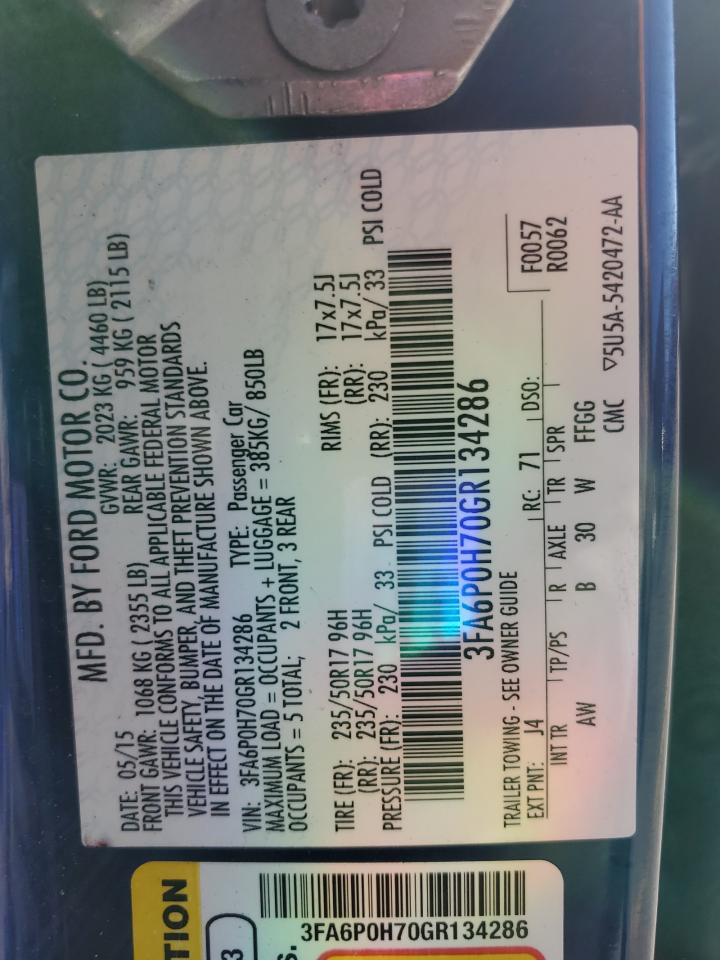 MFD. BY FORD MOTOR CO.
DATE: 05/15 GVWR: 2023 KG ( 4460 LB)
FRONT GAWR: 1068 KG ( 2355 LB) REAR GAWR: 959 KG ( 2115 LB)
THIS VEHICLE CONFORMS TO ALL APPLICABLE FEDERAL MOTOR
VEHICLE SAFETY, BUMPER, AND THEFT PREVENTION STANDARDS
IN EFFECT ON THE DATE OF MANUFACTURE SHOWN ABOVE.
VIN: 3FA6P0H70GR134286 TYPE: Passenger Car
MAXIMUM LOAD = OCCUPANTS + LUGGAGE = 385KG/ 850LB
OCCUPANTS = 5 TOTAL; 2 FRONT, 3 REAR
TIRE (FR): 235/50R17 96H RIMS (FR): 17x7.5J
(RR): 235/50R17 96H (RR): 17x7.5J
PRESSURE (FR): 230 kPa/ 33 PSI COLD (RR): 230 kPa/ 33 PSI COLD
3FA6P0H70GR134286
TRAILER TOWING - SEE OWNER GUIDE F0057
EXT PNT: J4 RC: 71 DSO: R0062
INT TR TP/PS R AXLE TR SPR
AW B 30 W FFGG
CMC ▽5U5A-5420472-AA
TION
3
S.
3FA6P0H70GR134286